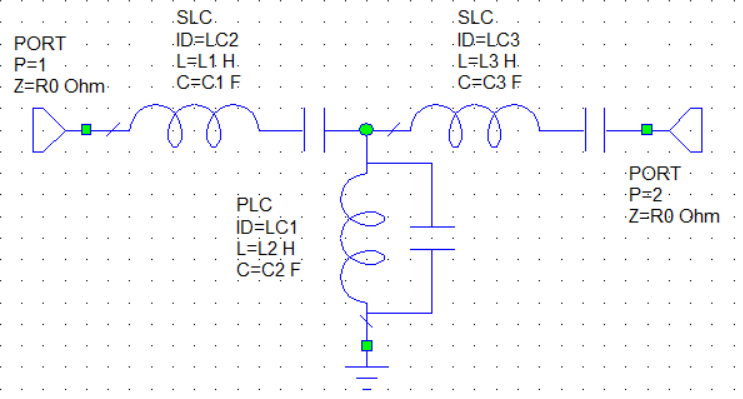 PORT
P=1
Z=R0 Ohm
SLC
ID=LC2
L=L1 H
C=C1 F
SLC
ID=LC3
L=L3 H
C=C3 F
PLC
ID=LC1
L=L2 H
C=C2 F
PORT
P=2
Z=R0 Ohm